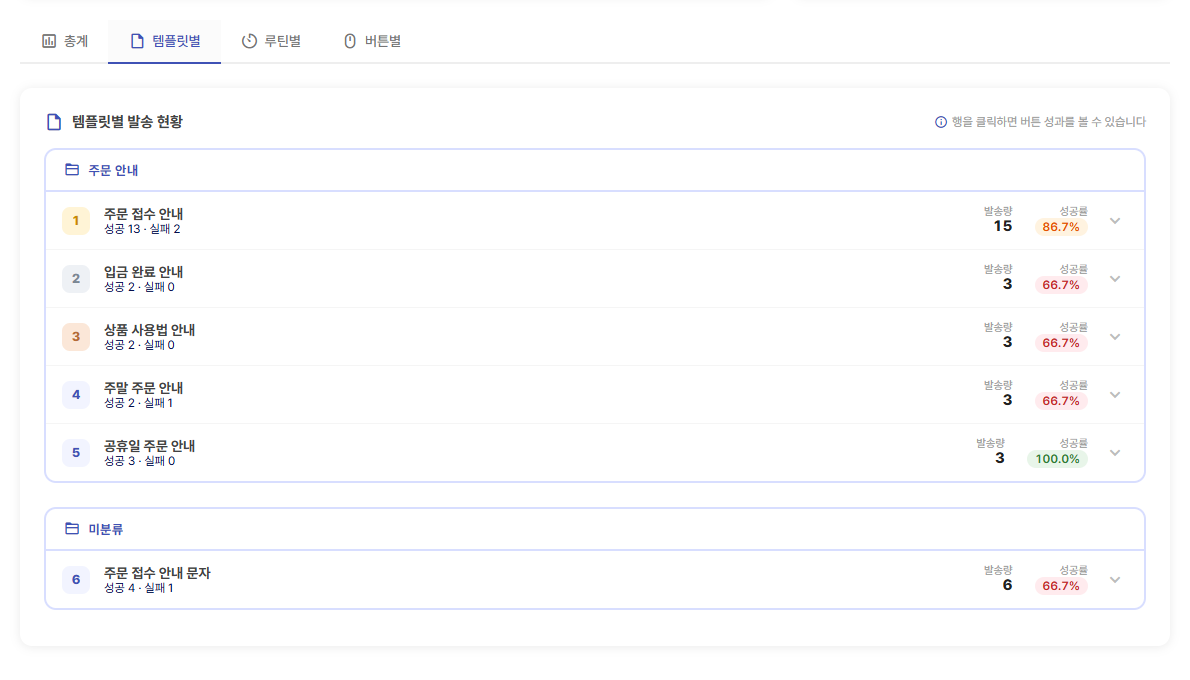 총계
템플릿별
루틴별
버튼별
템플릿별 발송 현황
행을 클릭하면 버튼 성과를 볼 수 있습니다
주문 안내
1
주문 접수 안내
성공 13 · 실패 2
발송량
15
성공률
86.7%
2
입금 완료 안내
성공 2 · 실패 0
발송량
3
성공률
66.7%
3
상품 사용법 안내
성공 2 · 실패 0
발송량
3
성공률
66.7%
4
주말 주문 안내
성공 2 · 실패 1
발송량
3
성공률
66.7%
5
공휴일 주문 안내
성공 3 · 실패 0
발송량
3
성공률
100.0%
미분류
6
주문 접수 안내 문자
성공 4 · 실패 1
발송량
6
성공률
66.7%